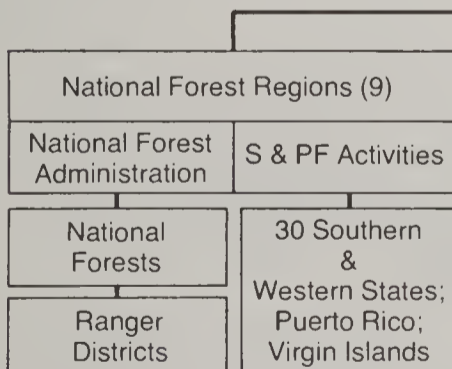 National Forest Regions (9)
National Forest
Administration
S & PF Activities
National
Forests
Ranger
Districts
30 Southern
&
Western States;
Puerto Rico;
Virgin Islands